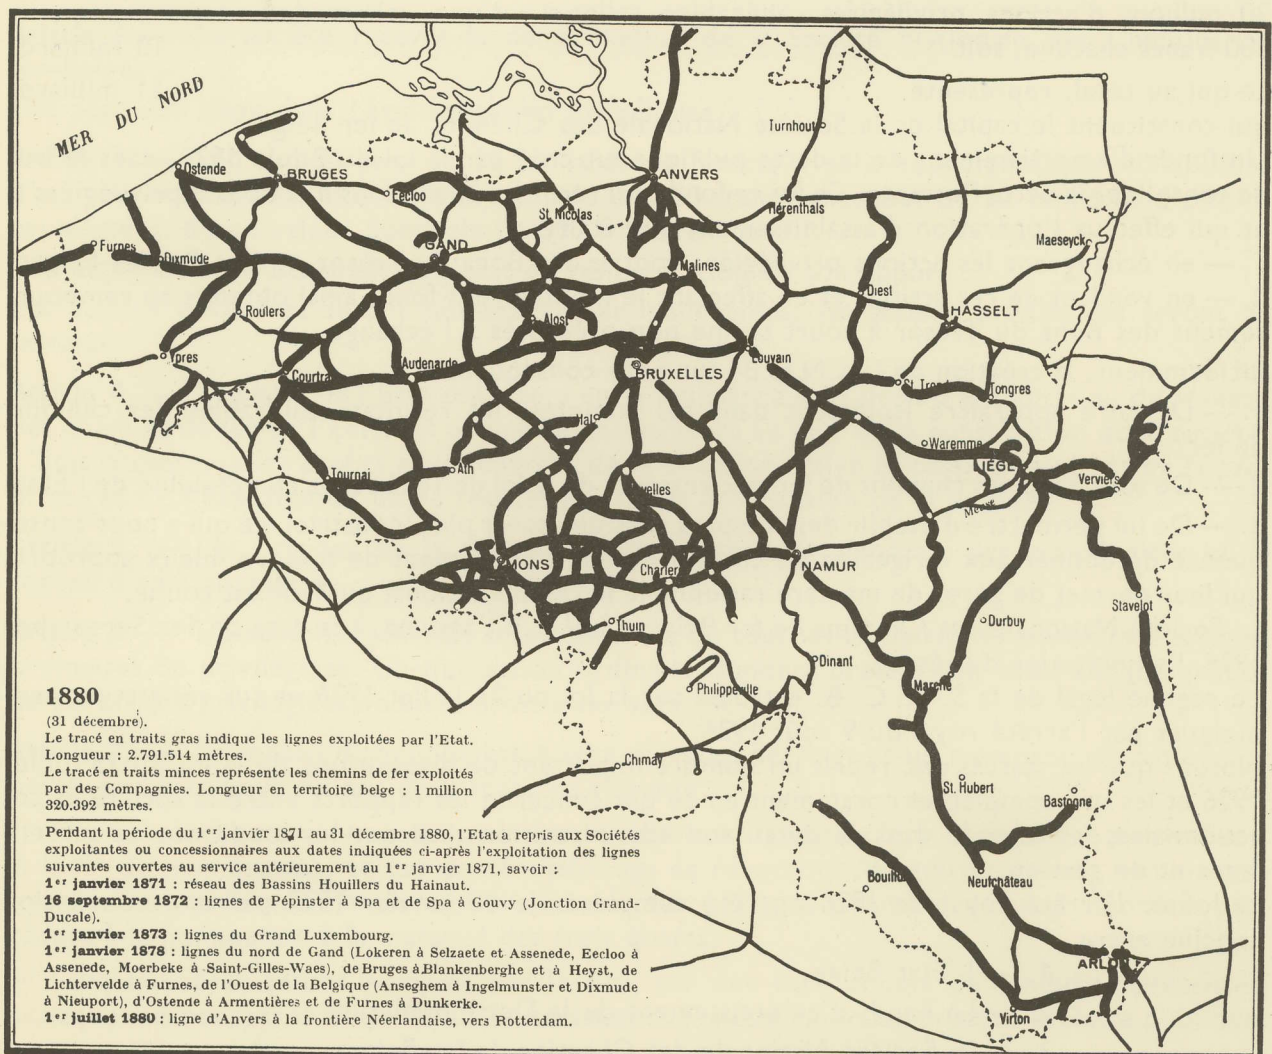 MER DU NORD
Turnhout
Ostende
BRUGES
ANVERS
Eecloo
St. Nicolas
Hérenthals
Furnes
Dixmude
GAND
Maeseyck
Malines
Diest
Roulers
Alost
HASSELT
Ypres
Audenarde
Louvain
Courtrai
BRUXELLES
St. Trond
Tongres
Hal
Waremme
Tournai
Ath
LIÉGE
Verviers
Meuse
MONS
NAMUR
Stavelot
Thuin
Durbuy
Dinant
Marche
Philippeville
Chimay
St. Hubert
Bastogne
Neufchâteau
ARLON
Virton
1880
(31 décembre).
Le tracé en traits gras indique les lignes exploitées par l'Etat.
Longueur : 2.791.514 mètres.
Le tracé en traits minces représente les chemins de fer exploités
par des Compagnies. Longueur en territoire belge : 1 million
320.392 mètres.
Pendant la période du 1er janvier 1871 au 31 décembre 1880, l'Etat a repris aux Sociétés
exploitantes ou concessionnaires aux dates indiquées ci-après l'exploitation des lignes
suivantes ouvertes au service antérieurement au 1er janvier 1871, savoir :
1er janvier 1871 : réseau des Bassins Houillers du Hainaut.
16 septembre 1872 : lignes de Pépinster à Spa et de Spa à Gouvy (Jonction Grand-
Ducale).
1er janvier 1873 : lignes du Grand Luxembourg.
1er janvier 1878 : lignes du nord de Gand (Lokeren à Selzaete et Assenede, Eecloo à
Assenede, Moerbeke à Saint-Gilles-Waes), de Bruges à Blankenberghe et à Heyst, de
Lichtervelde à Furnes, de l'Ouest de la Belgique (Anseghem à Ingelmunster et Dixmude
à Nieuport), d'Ostende à Armentières et de Furnes à Dunkerke.
1er juillet 1880 : ligne d'Anvers à la frontière Néerlandaise, vers Rotterdam.